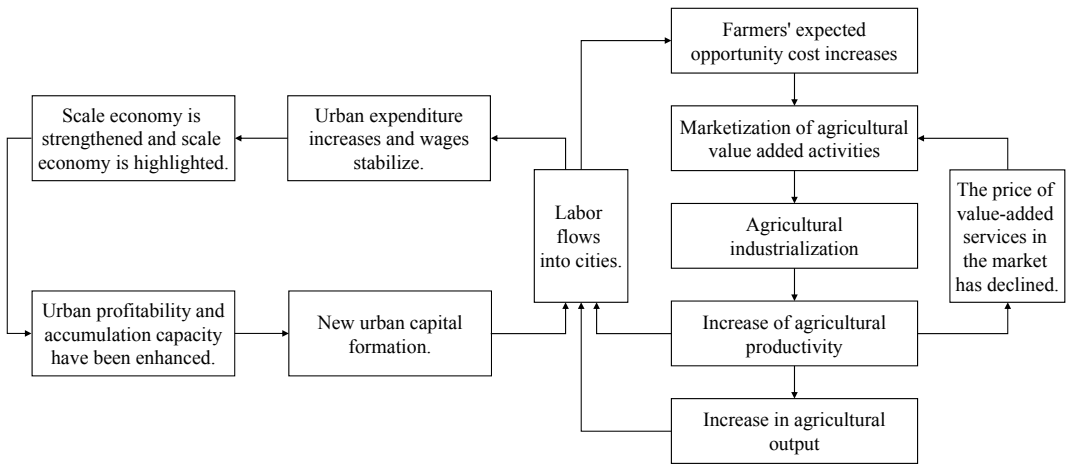 Farmers' expected
opportunity cost increases
Scale economy is
strengthened and scale
economy is highlighted.
Urban expenditure
increases and wages
stabilize.
Marketization of agricultural
value added activities
Labor
flows
into cities.
Agricultural
industrialization
The price of
value-added
services in
the market
has declined.
Urban profitability and
accumulation capacity
have been enhanced.
New urban capital
formation.
Increase of agricultural
productivity
Increase in agricultural
output